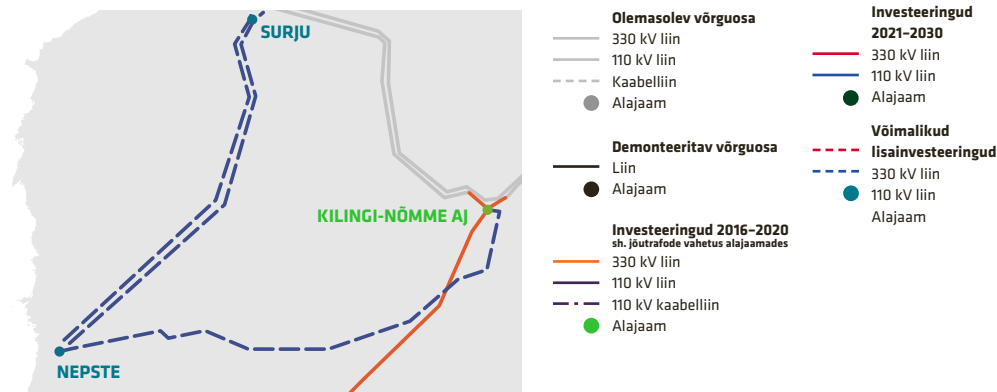 SURJU
KILINGI-NÕMME AJ
NEPSTE
Olemasolev võrguosa
330 kV liin
110 kV liin
Kaabelliin
Alajaam
Demonteeritav võrguosa
Liin
Alajaam
Investeeringud 2016–2020
sh. jõutrafode vahetus alajaamades
330 kV liin
110 kV liin
110 kV kaabelliin
Alajaam
Investeeringud
2021–2030
330 kV liin
110 kV liin
Alajaam
Võimalikud
lisainvesteeringud
330 kV liin
110 kV liin
Alajaam